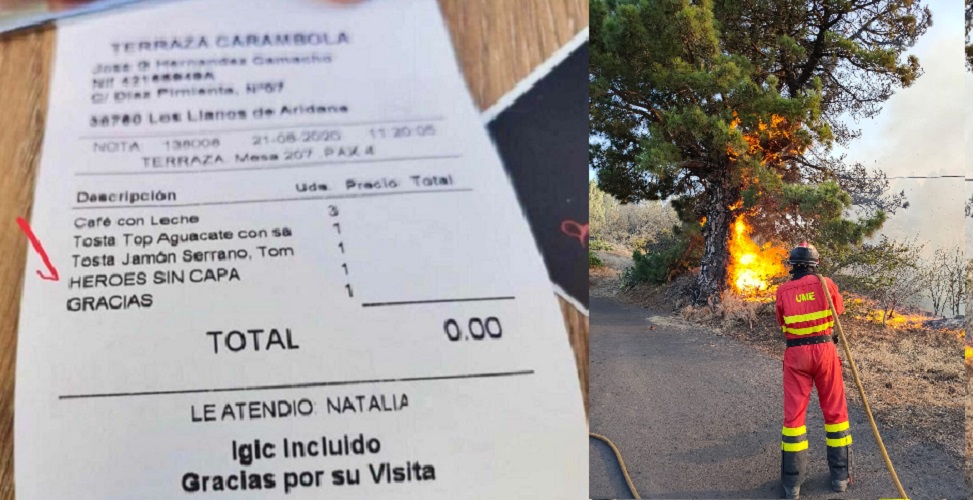 TERRAZA CARAMBOLA
Jose G Hernandez Camacho
Nif
C/ Diaz Pimienta, Nº
Los Llanos de Aridane
NOTA: 138008 21-08-2020 11:20:05
TERRAZA, Mesa 207, PAX 4
Descripción Uds. Precio Total
Café con Leche 3
Tosta Top Aguacate con sa 1
Tosta Jamón Serrano, Tom 1
HEROES SIN CAPA 1
GRACIAS 1
TOTAL 0.00
LE ATENDIO: NATALIA
Igic Incluido
Gracias por su Visita
UME